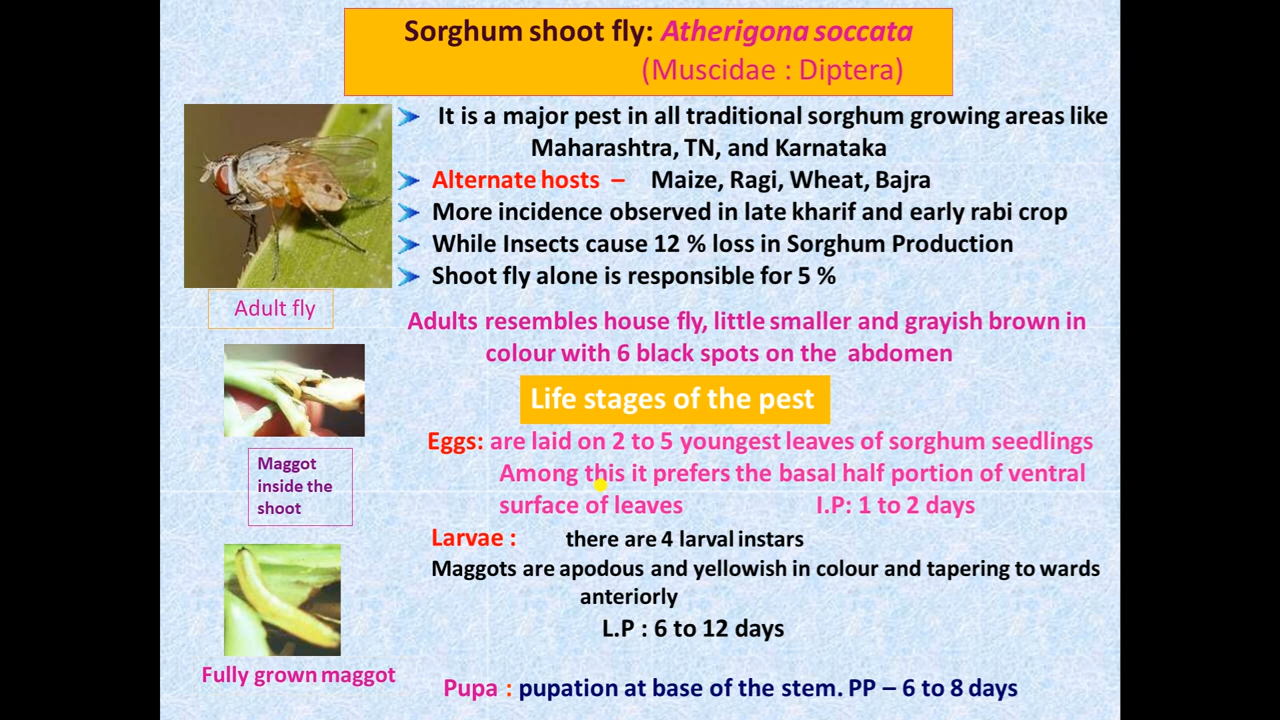 Sorghum shoot fly: Atherigona soccata
(Muscidae : Diptera)
It is a major pest in all traditional sorghum growing areas like
Maharashtra, TN, and Karnataka
Alternate hosts – Maize, Ragi, Wheat, Bajra
More incidence observed in late kharif and early rabi crop
While Insects cause 12 % loss in Sorghum Production
Shoot fly alone is responsible for 5 %
Adult fly
Adults resembles house fly, little smaller and grayish brown in
colour with 6 black spots on the abdomen
Life stages of the pest
Eggs: are laid on 2 to 5 youngest leaves of sorghum seedlings
Among this it prefers the basal half portion of ventral
surface of leaves I.P: 1 to 2 days
Maggot
inside the
shoot
Larvae : there are 4 larval instars
Maggots are apodous and yellowish in colour and tapering to wards
anteriorly
L.P : 6 to 12 days
Fully grown maggot
Pupa : pupation at base of the stem. PP – 6 to 8 days